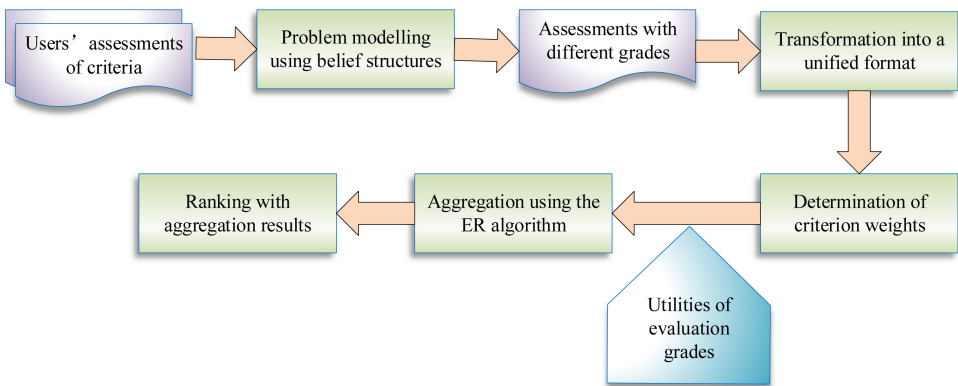 Users’ assessments
of criteria
Problem modelling
using belief structures
Assessments with
different grades
Transformation into a
unified format
Ranking with
aggregation results
Aggregation using the
ER algorithm
Determination of
criterion weights
Utilities of
evaluation
grades